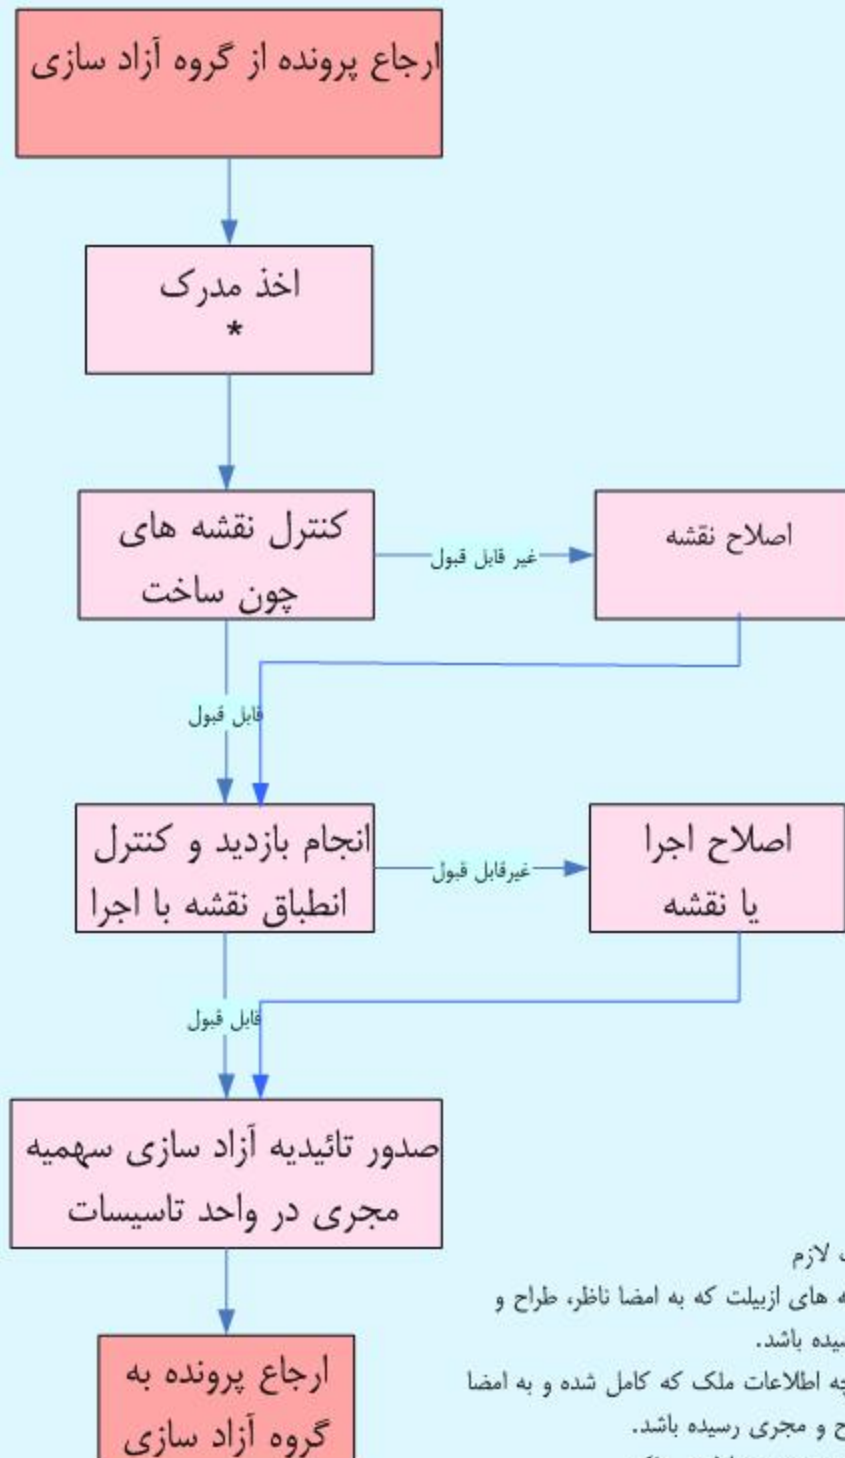 ارجاع پرونده از گروه آزاد سازی
اخذ مدرک
*
کنترل نقشه های
چون ساخت
غیر قابل قبول
اصلاح نقشه
قابل قبول
انجام بازدید و کنترل
انطباق نقشه با اجرا
غیرقابل قبول
اصلاح اجرا
یا نقشه
قابل قبول
صدور تائیدیه آزاد سازی سهمیه
مجری در واحد تاسیسات
ارجاع پرونده به
گروه آزاد سازی
لازم
های ازبیلت که به امضا ناظر، طراح و
باشد.
اطلاعات ملک که کامل شده و به امضا
و مجری رسیده باشد.